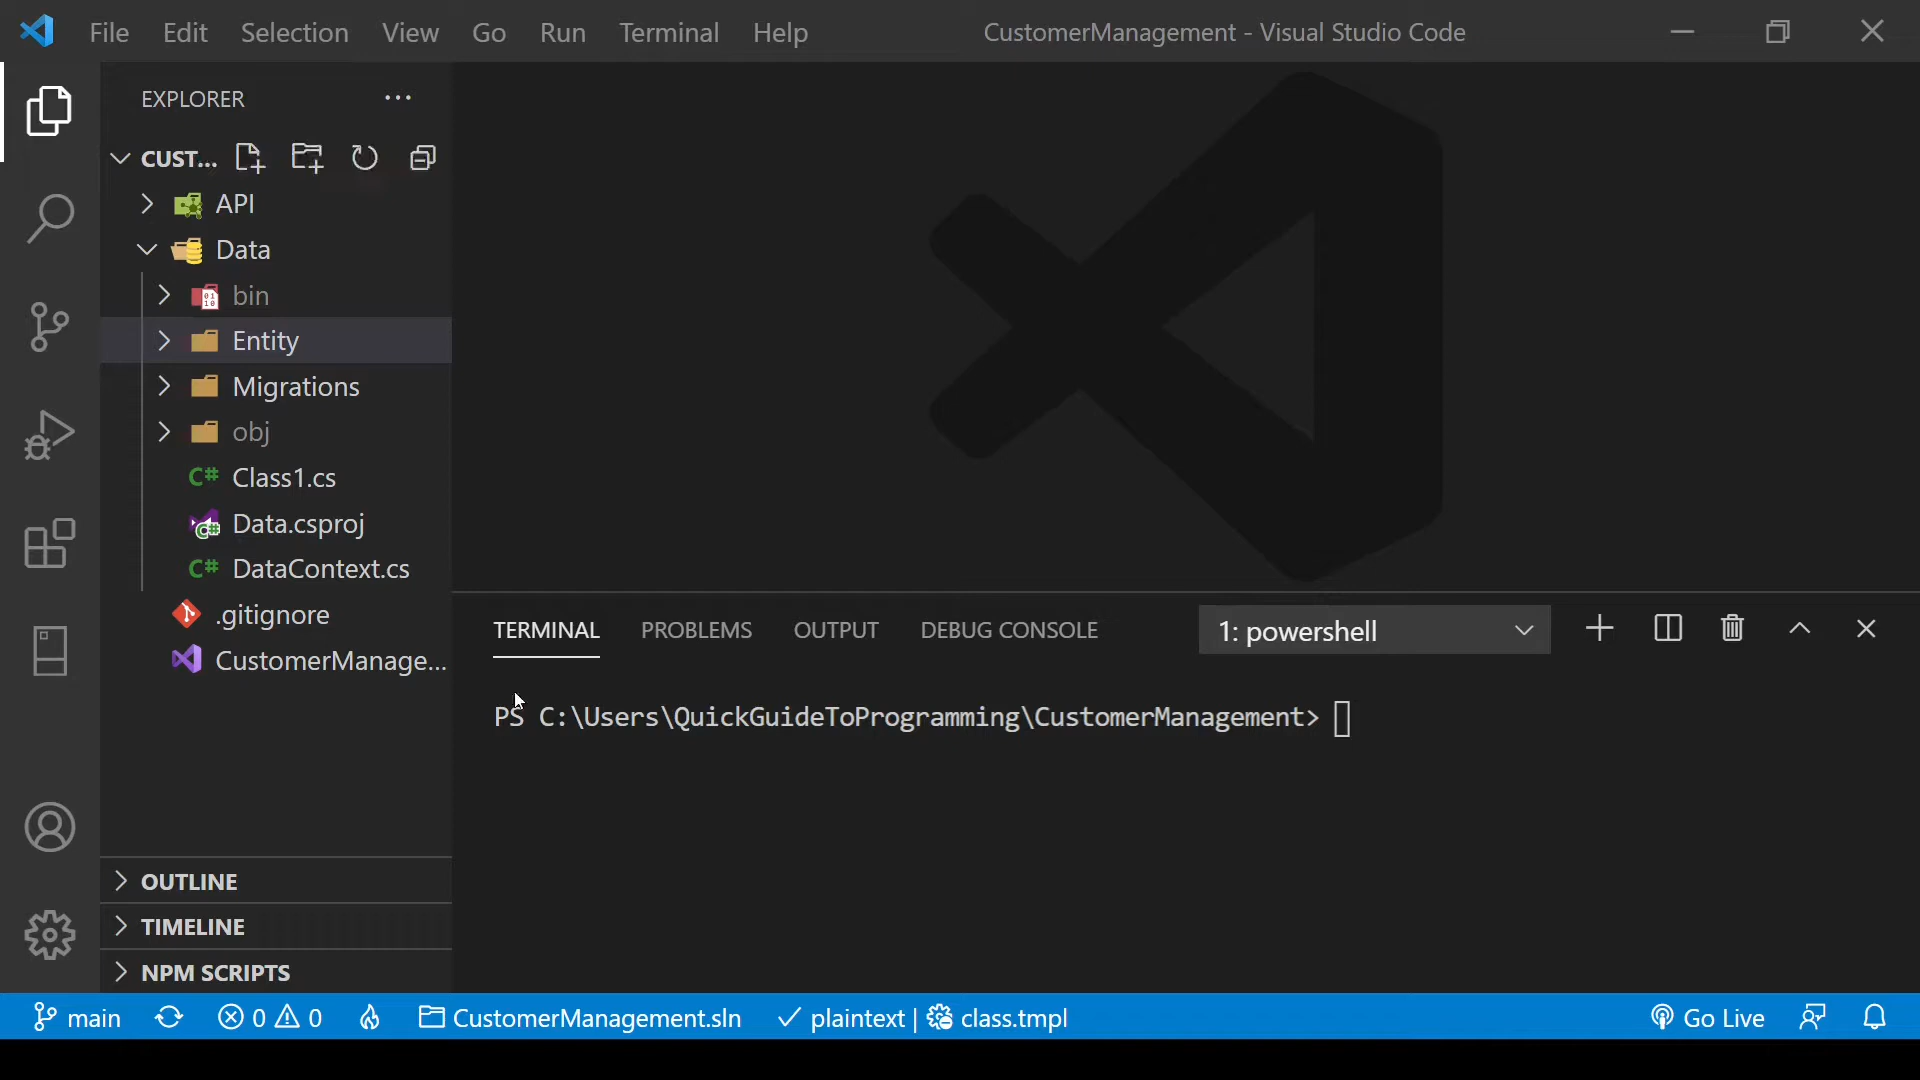 File Edit Selection View Go Run Terminal Help CustomerManagement - Visual Studio Code
EXPLORER
CUST...
API
Data
bin
Entity
Migrations
obj
C# Class1.cs
Data.csproj
C# DataContext.cs
.gitignore
CustomerManage...
OUTLINE
TIMELINE
NPM SCRIPTS
TERMINAL PROBLEMS OUTPUT DEBUG CONSOLE 1: powershell
PS C:\Users\QuickGuideToProgramming\CustomerManagement>
main 0 0 CustomerManagement.sln plaintext | class.tmpl Go Live